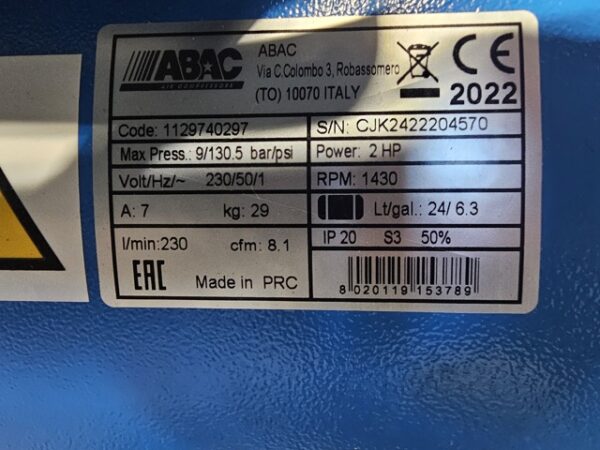 ABAC
AIR COMPRESSORS
ABAC
Via C.Colombo 3, Robassomero
(TO) 10070 ITALY
CE
2022
Code: 1129740297
S/N: CJK2422204570
Max Press.: 9/130.5 bar/psi
Power: 2 HP
Volt/Hz/~ 230/50/1
RPM: 1430
A: 7 kg: 29
Lt/gal.: 24/ 6.3
l/min:230 cfm: 8.1
IP 20 S3 50%
EAC Made in PRC
8 020119 153789